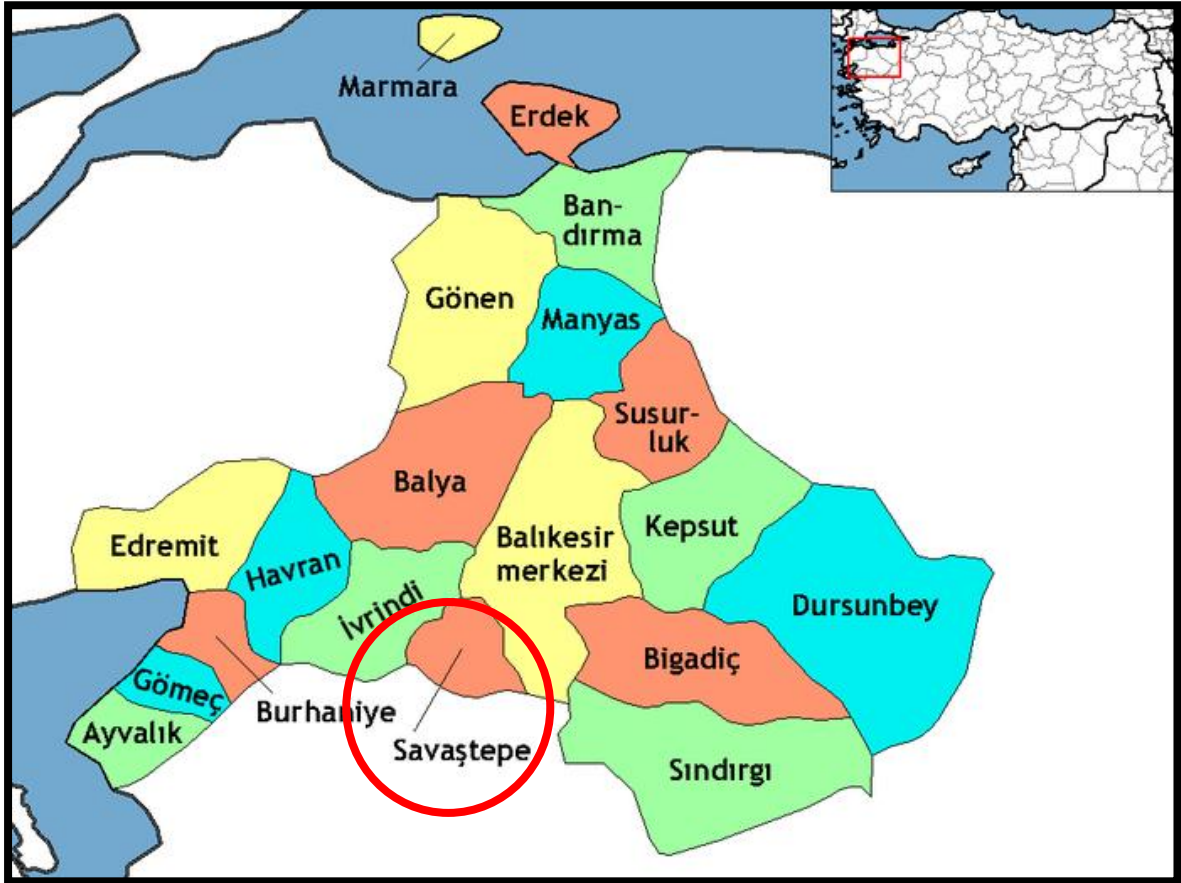 Marmara
Erdek
Ban-
dırma
Gönen
Manyas
Susur-
luk
Balya
Kepsut
Edremit
Havran
Balıkesir
merkezi
İvrindi
Dursunbey
Bigadiç
Gömeç
Burhaniye
Ayvalık
Savaştepe
Sındırgı